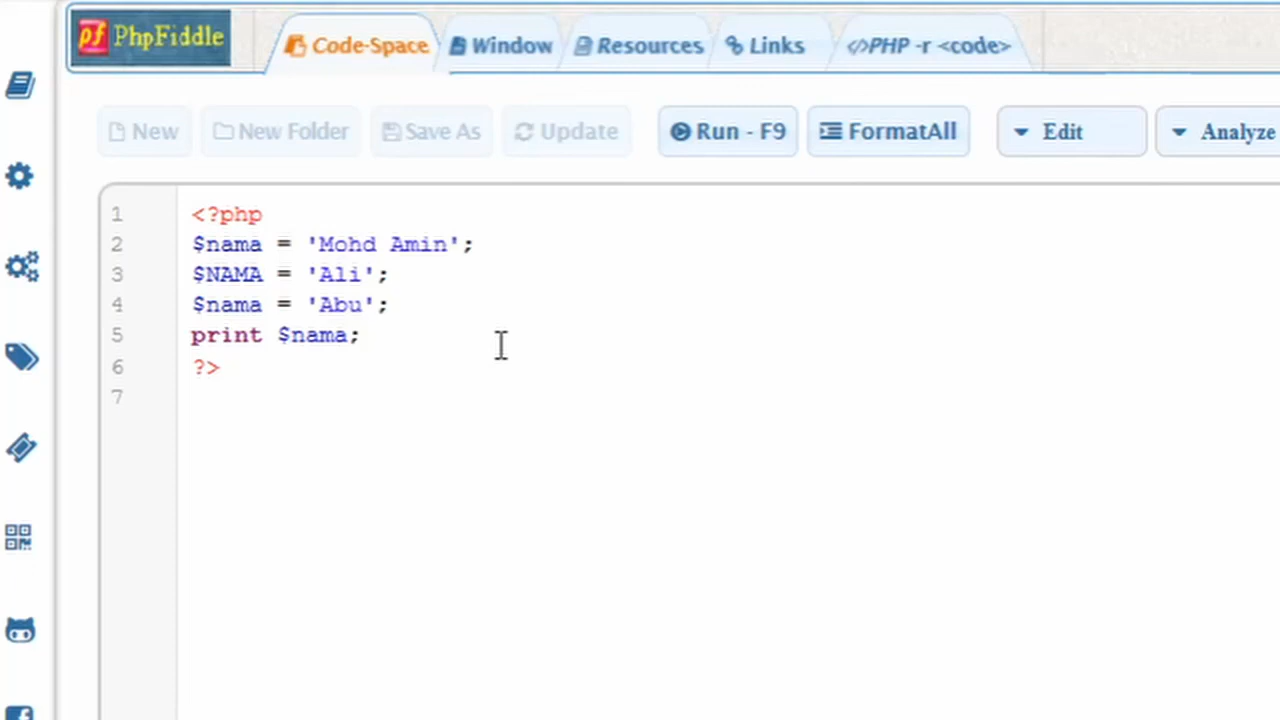 pf PhpFiddle Code-Space Window Resources Links </>PHP -r <code>
New New Folder Save As Update Run - F9 FormatAll Edit Analyze
1 <?php
2 $nama = 'Mohd Amin';
3 $NAMA = 'Ali';
4 $nama = 'Abu';
5 print $nama;
6 ?>
7